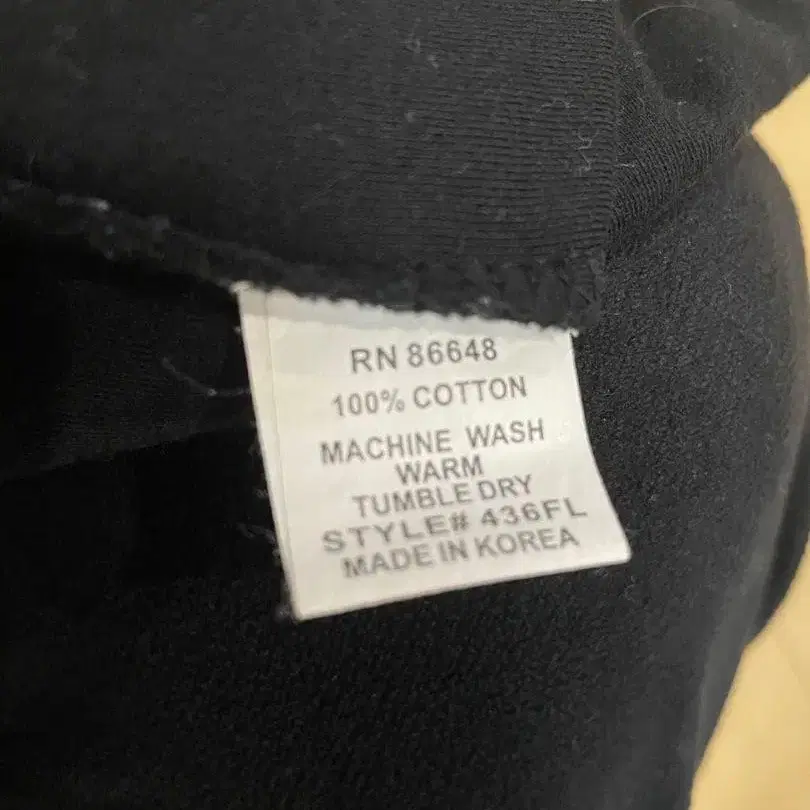 RN 86648
100% COTTON
MACHINE WASH
WARM
TUMBLE DRY
STYLE# 436FL
MADE IN KOREA